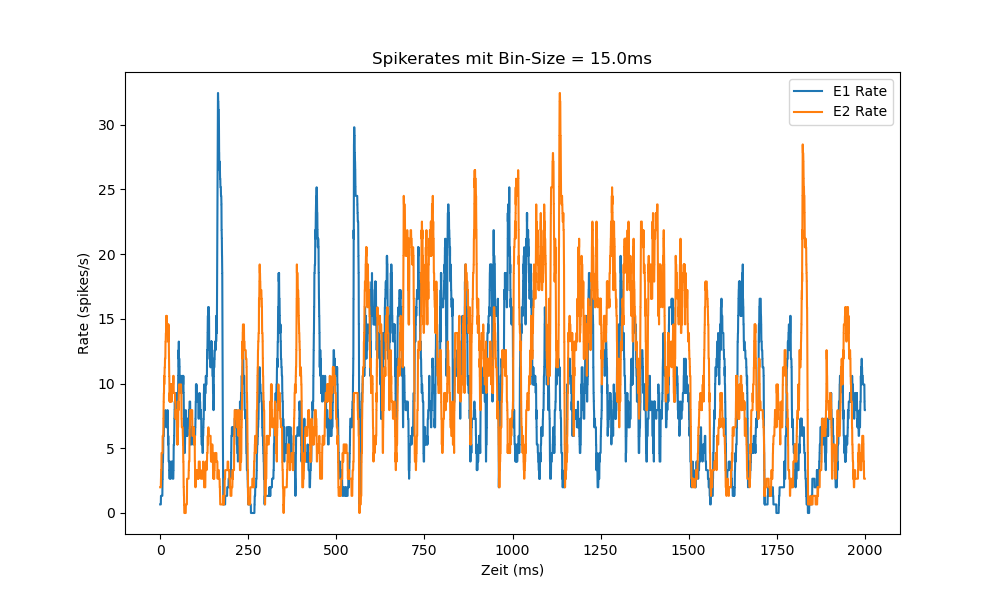 Spikerates mit Bin-Size = 15.0ms
E1 Rate
E2 Rate
Rate (spikes/s)
30
25
20
15
10
5
0
0 250 500 750 1000 1250 1500 1750 2000
Zeit (ms)